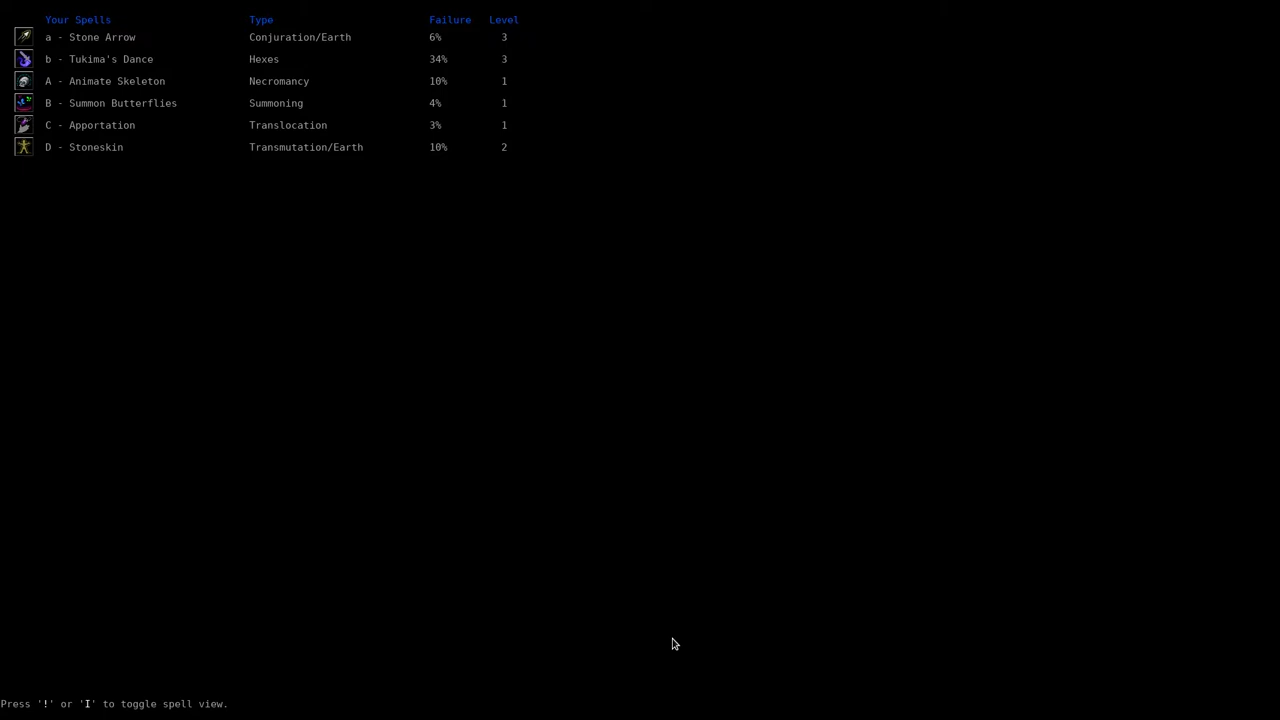 Your Spells Type Failure Level
a - Stone Arrow Conjuration/Earth 6% 3
b - Tukima's Dance Hexes 34% 3
A - Animate Skeleton Necromancy 10% 1
B - Summon Butterflies Summoning 4% 1
C - Apportation Translocation 3% 1
D - Stoneskin Transmutation/Earth 10% 2
Press '!' or 'I' to toggle spell view.